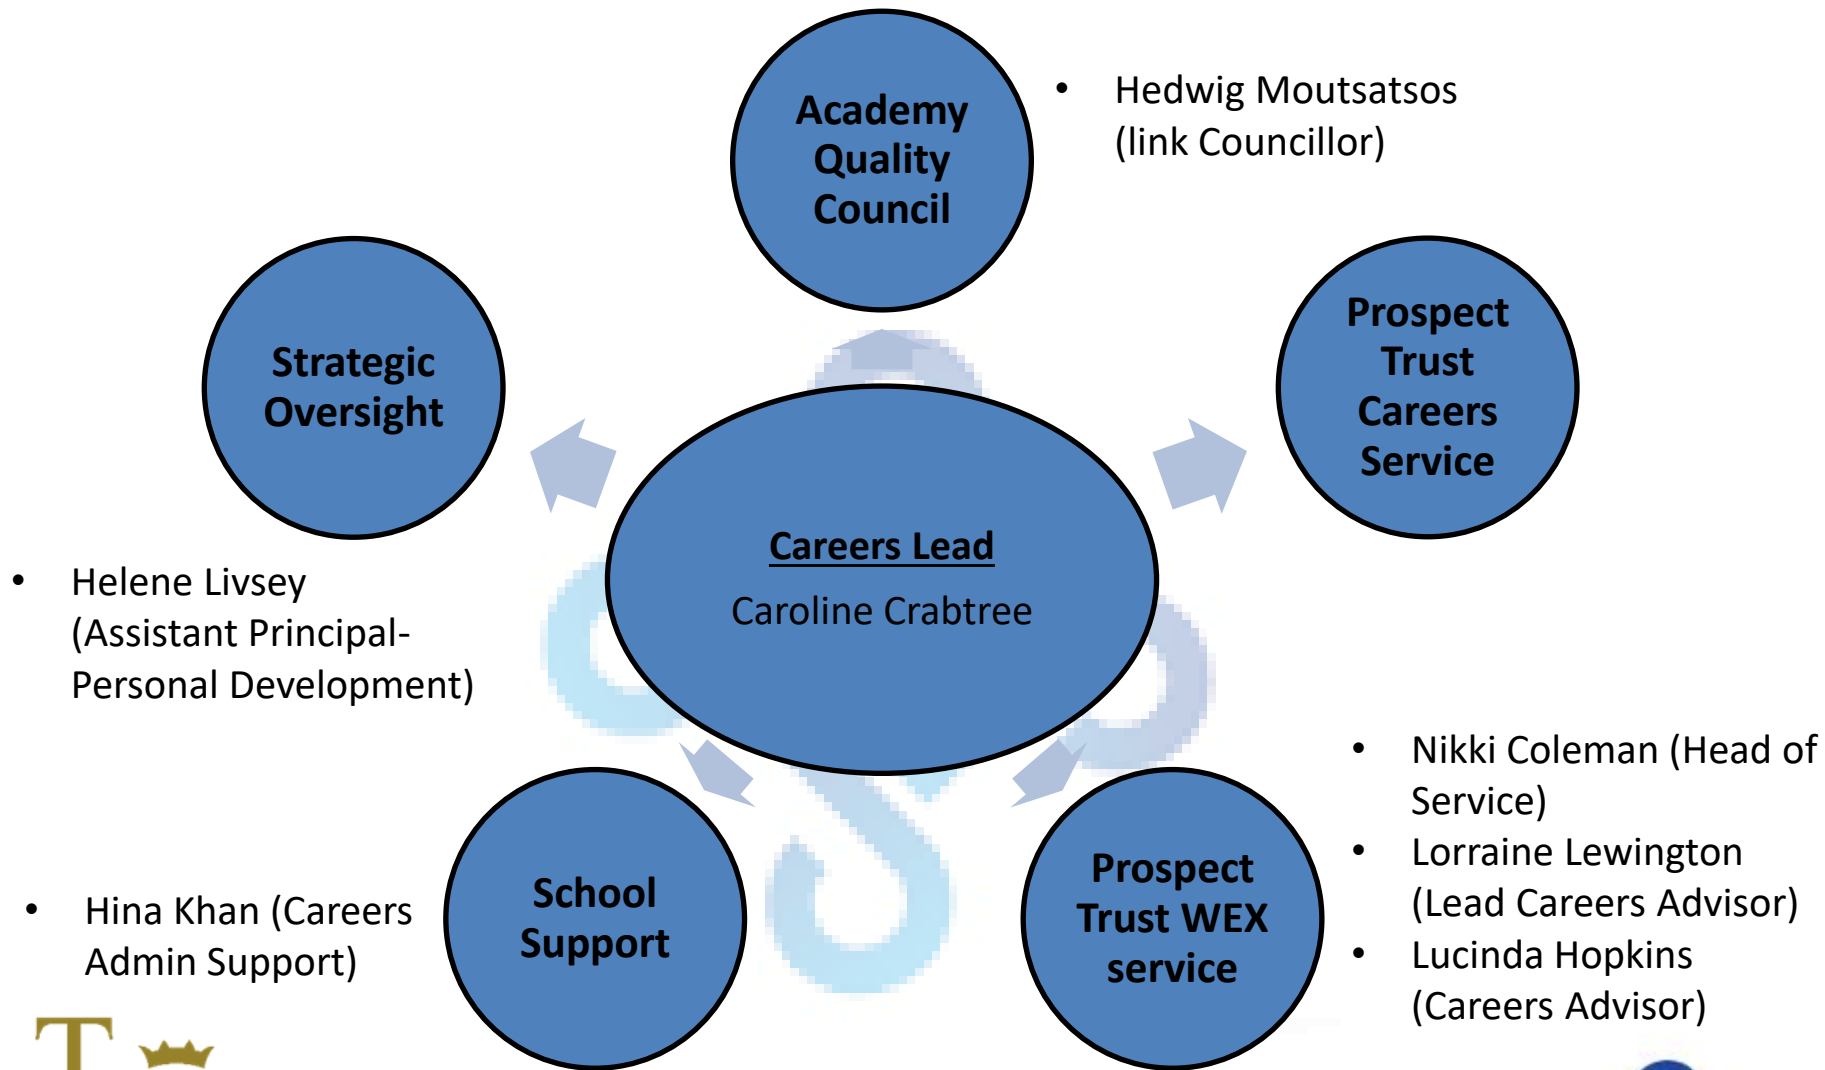 Academy
Quality
Council
• Hedwig Moutsatsos
(link Councillor)
Strategic
Oversight
Prospect
Trust
Careers
Service
Careers Lead
Caroline Crabtree
• Helene Livsey
(Assistant Principal-
Personal Development)
• Nikki Coleman (Head of
Service)
• Lorraine Lewington
(Lead Careers Advisor)
• Lucinda Hopkins
(Careers Advisor)
School
Support
Prospect
Trust WEX
service
• Hina Khan (Careers
Admin Support)
T